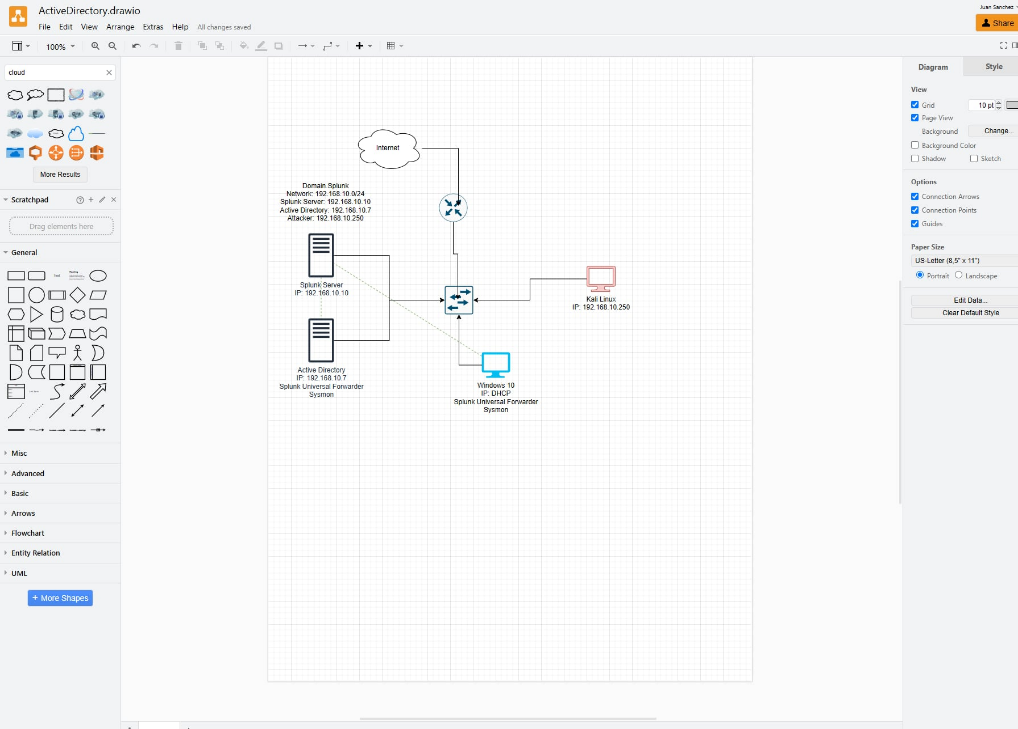 ActiveDirectory.drawio
Juan Sanchez
File Edit View Arrange Extras Help All changes saved
Share
100%
cloud
More Results
Scratchpad
Drag elements here
General
Misc
Advanced
Basic
Arrows
Flowchart
Entity Relation
UML
+ More Shapes
Internet
Domain Splunk
Network: 192.168.10.0/24
Splunk Server: 192.168.10.10
Active Directory: 192.168.10.7
Attacker: 192.168.10.250
Splunk Server
IP: 192.168.10.10
Kali Linux
IP: 192.168.10.250
Active Directory
IP: 192.168.10.7
Splunk Universal Forwarder
Sysmon
Windows 10
IP: DHCP
Splunk Universal Forwarder
Sysmon
Diagram Style
View
Grid 10 pt
Page View
Background Change...
Background Color
Shadow Sketch
Options
Connection Arrows
Connection Points
Guides
Paper Size
US-Letter (8,5" x 11")
Portrait Landscape
Edit Data...
Clear Default Style